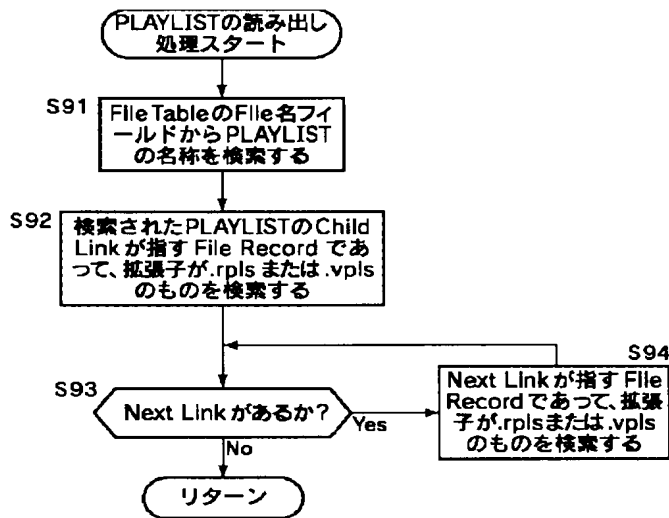 PLAYLISTの読み出し
処理スタート
S91
File TableのFile名フィ
ールドからPLAYLIST
の名称を検索する
S92
検索されたPLAYLISTのChild
Linkが指す File Record であ
って、拡張子が.rplsまたは.vpls
のものを検索する
S93
Next Linkがあるか?
Yes
No
S94
Next Linkが指す File
Recordであって、拡張
子が.rplsまたは.vpls
のものを検索する
リターン